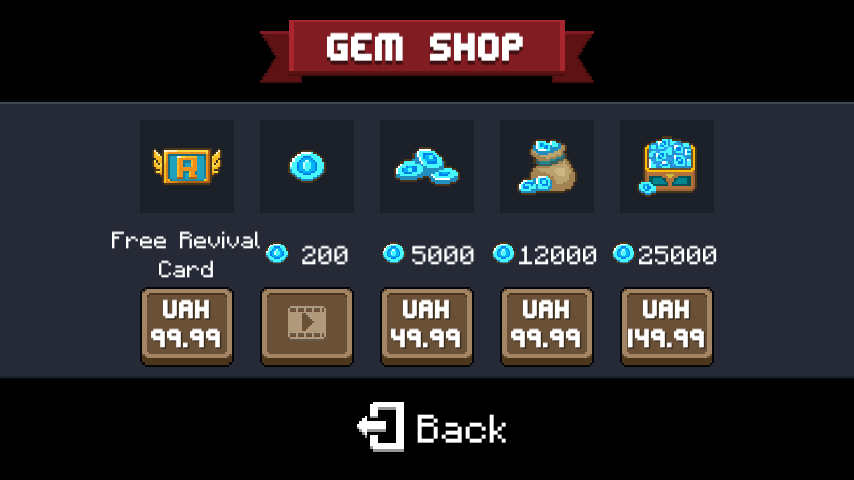 GEM SHOP
R
Free Revival
Card
200
5000
12000
25000
UAH
99.99
UAH
49.99
UAH
99.99
UAH
149.99
Back